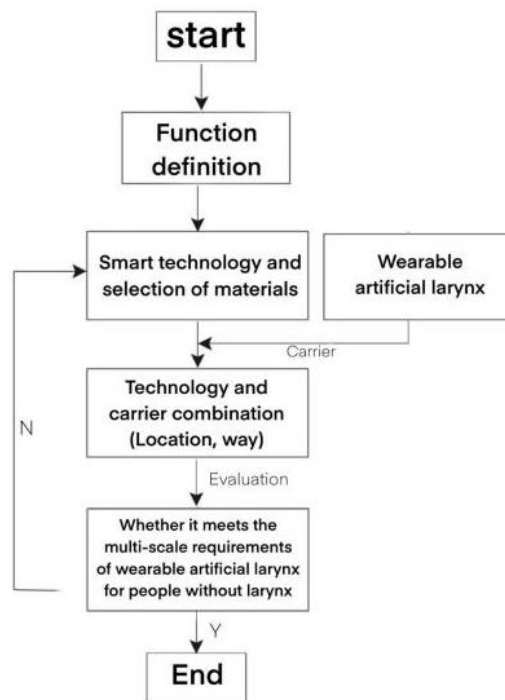 start
Function
definition
Smart technology and
selection of materials
Wearable
artificial larynx
Carrier
Technology and
carrier combination
(Location, way)
N
Evaluation
Whether it meets the
multi-scale requirements
of wearable artificial larynx
for people without larynx
Y
End